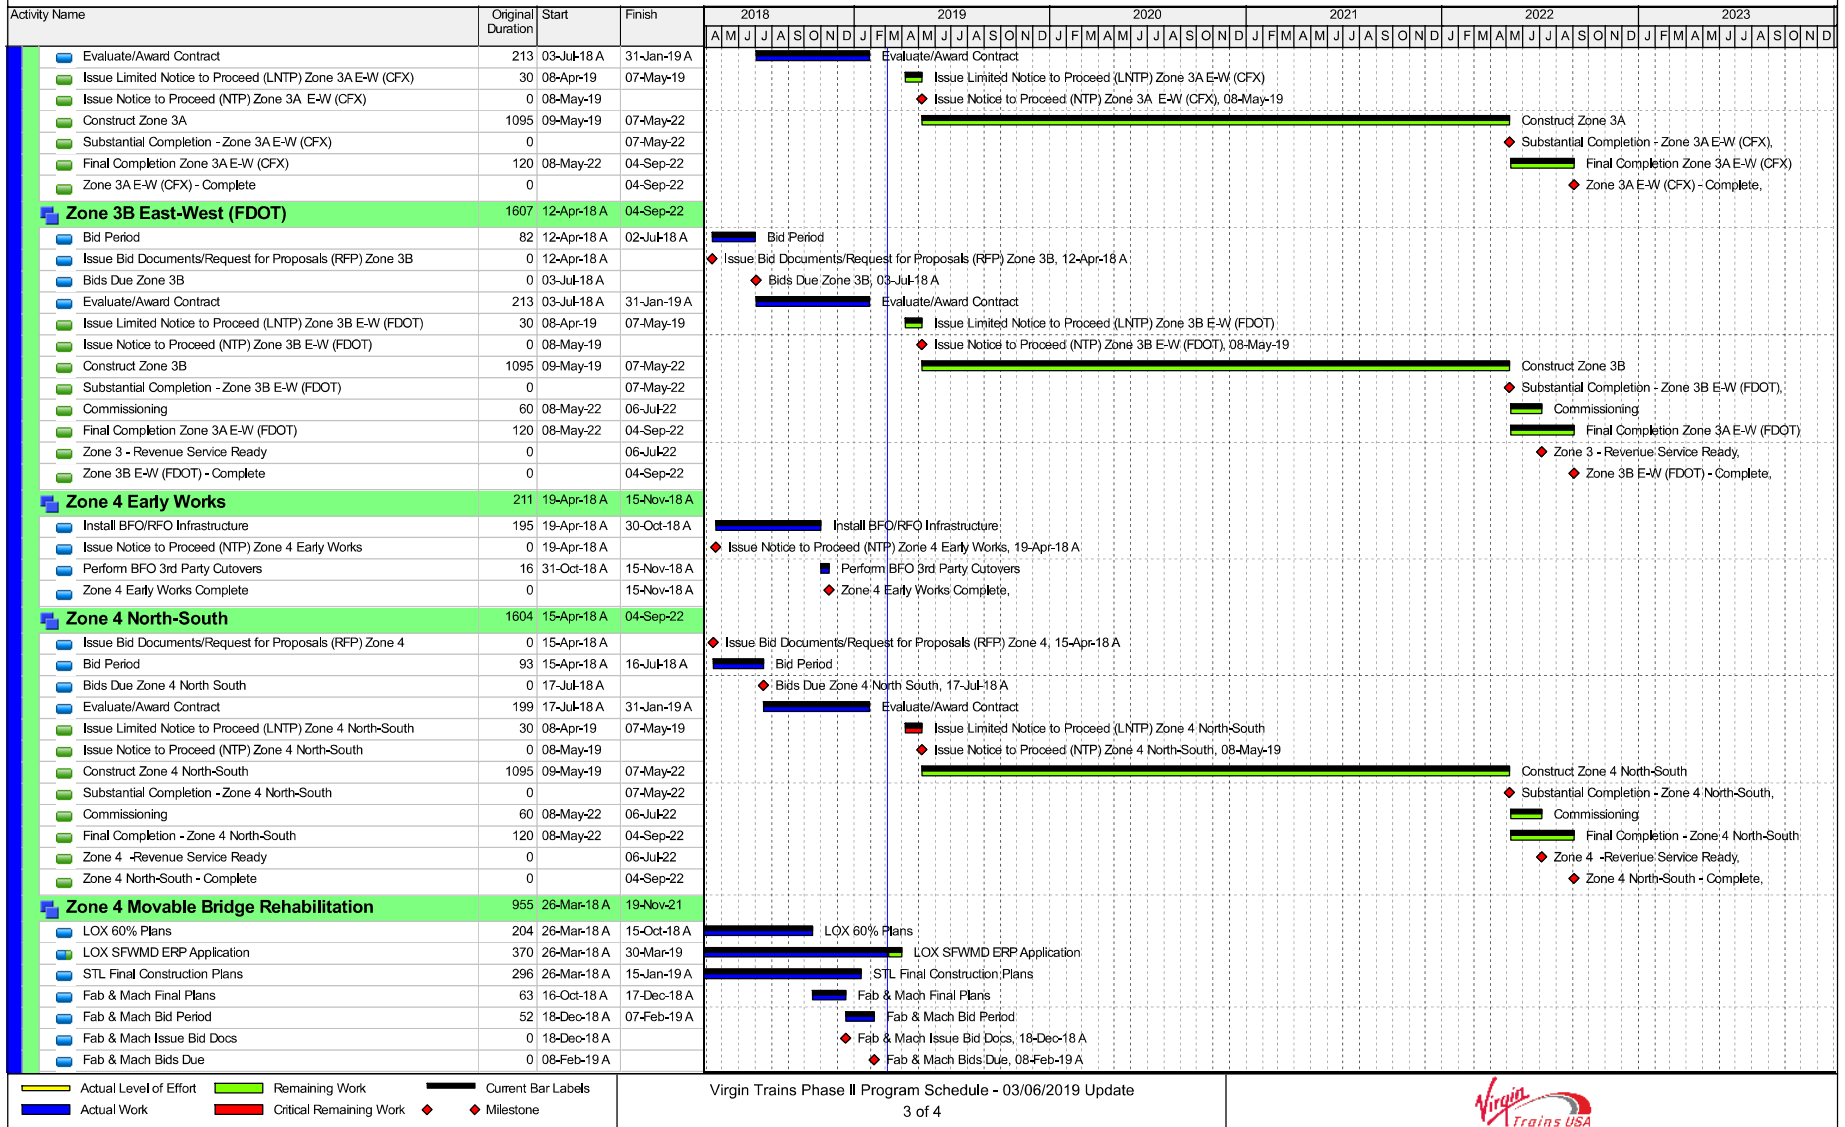 Activity Name Original Duration Start Finish 2018 2019 2020 2021 2022 2023
A M J J A S O N D J F M A M J J A S O N D J F M A M J J A S O N D J F M A M J J A S O N D J F M A M J J A S O N D J F M A M J J A S O N D
Evaluate/Award Contract 213 03-Jul-18 A 31-Jan-19 A Evaluate/Award Contract
Issue Limited Notice to Proceed (LNTP) Zone 3A E-W (CFX) 30 08-Apr-19 07-May-19 Issue Limited Notice to Proceed (LNTP) Zone 3A E-W (CFX)
Issue Notice to Proceed (NTP) Zone 3A E-W (CFX) 0 08-May-19 Issue Notice to Proceed (NTP) Zone 3A E-W (CFX), 08-May-19
Construct Zone 3A 1095 09-May-19 07-May-22 Construct Zone 3A
Substantial Completion - Zone 3A E-W (CFX) 0 07-May-22 Substantial Completion - Zone 3A E-W (CFX),
Final Completion Zone 3A E-W (CFX) 120 08-May-22 04-Sep-22 Final Completion Zone 3A E-W (CFX)
Zone 3A E-W (CFX) - Complete 0 04-Sep-22 Zone 3A E-W (CFX) - Complete,
Zone 3B East-West (FDOT) 1607 12-Apr-18 A 04-Sep-22
Bid Period 82 12-Apr-18 A 02-Jul-18 A Bid Period
Issue Bid Documents/Request for Proposals (RFP) Zone 3B 0 12-Apr-18 A Issue Bid Documents/Request for Proposals (RFP) Zone 3B, 12-Apr-18 A
Bids Due Zone 3B 0 03-Jul-18 A Bids Due Zone 3B, 03-Jul-18 A
Evaluate/Award Contract 213 03-Jul-18 A 31-Jan-19 A Evaluate/Award Contract
Issue Limited Notice to Proceed (LNTP) Zone 3B E-W (FDOT) 30 08-Apr-19 07-May-19 Issue Limited Notice to Proceed (LNTP) Zone 3B E-W (FDOT)
Issue Notice to Proceed (NTP) Zone 3B E-W (FDOT) 0 08-May-19 Issue Notice to Proceed (NTP) Zone 3B E-W (FDOT), 08-May-19
Construct Zone 3B 1095 09-May-19 07-May-22 Construct Zone 3B
Substantial Completion - Zone 3B E-W (FDOT) 0 07-May-22 Substantial Completion - Zone 3B E-W (FDOT),
Commissioning 60 08-May-22 06-Jul-22 Commissioning
Final Completion Zone 3A E-W (FDOT) 120 08-May-22 04-Sep-22 Final Completion Zone 3A E-W (FDOT)
Zone 3 - Revenue Service Ready 0 06-Jul-22 Zone 3 - Revenue Service Ready,
Zone 3B E-W (FDOT) - Complete 0 04-Sep-22 Zone 3B E-W (FDOT) - Complete,
Zone 4 Early Works 211 19-Apr-18 A 15-Nov-18 A
Install BFO/RFO Infrastructure 195 19-Apr-18 A 30-Oct-18 A Install BFO/RFO Infrastructure
Issue Notice to Proceed (NTP) Zone 4 Early Works 0 19-Apr-18 A Issue Notice to Proceed (NTP) Zone 4 Early Works, 19-Apr-18 A
Perform BFO 3rd Party Cutovers 16 31-Oct-18 A 15-Nov-18 A Perform BFO 3rd Party Cutovers
Zone 4 Early Works Complete 0 15-Nov-18 A Zone 4 Early Works Complete,
Zone 4 North-South 1604 15-Apr-18 A 04-Sep-22
Issue Bid Documents/Request for Proposals (RFP) Zone 4 0 15-Apr-18 A Issue Bid Documents/Request for Proposals (RFP) Zone 4, 15-Apr-18 A
Bid Period 93 15-Apr-18 A 16-Jul-18 A Bid Period
Bids Due Zone 4 North South 0 17-Jul-18 A Bids Due Zone 4 North South, 17-Jul-18 A
Evaluate/Award Contract 199 17-Jul-18 A 31-Jan-19 A Evaluate/Award Contract
Issue Limited Notice to Proceed (LNTP) Zone 4 North-South 30 08-Apr-19 07-May-19 Issue Limited Notice to Proceed (LNTP) Zone 4 North-South
Issue Notice to Proceed (NTP) Zone 4 North-South 0 08-May-19 Issue Notice to Proceed (NTP) Zone 4 North-South, 08-May-19
Construct Zone 4 North-South 1095 09-May-19 07-May-22 Construct Zone 4 North-South
Substantial Completion - Zone 4 North-South 0 07-May-22 Substantial Completion - Zone 4 North-South,
Commissioning 60 08-May-22 06-Jul-22 Commissioning
Final Completion - Zone 4 North-South 120 08-May-22 04-Sep-22 Final Completion - Zone 4 North-South
Zone 4 -Revenue Service Ready 0 06-Jul-22 Zone 4 -Revenue Service Ready,
Zone 4 North-South - Complete 0 04-Sep-22 Zone 4 North-South - Complete,
Zone 4 Movable Bridge Rehabilitation 955 26-Mar-18 A 19-Nov-21
LOX 60% Plans 204 26-Mar-18 A 15-Oct-18 A LOX 60% Plans
LOX SFWMD ERP Application 370 26-Mar-18 A 30-Mar-19 LOX SFWMD ERP Application
STL Final Construction Plans 296 26-Mar-18 A 15-Jan-19 A STL Final Construction Plans
Fab & Mach Final Plans 63 16-Oct-18 A 17-Dec-18 A Fab & Mach Final Plans
Fab & Mach Bid Period 52 18-Dec-18 A 07-Feb-19 A Fab & Mach Bid Period
Fab & Mach Issue Bid Docs 0 18-Dec-18 A Fab & Mach Issue Bid Docs, 18-Dec-18 A
Fab & Mach Bids Due 0 08-Feb-19 A Fab & Mach Bids Due, 08-Feb-19 A
Actual Level of Effort Remaining Work Current Bar Labels
Actual Work Critical Remaining Work Milestone
Virgin Trains Phase II Program Schedule - 03/06/2019 Update
3 of 4
Virgin
Trains USA